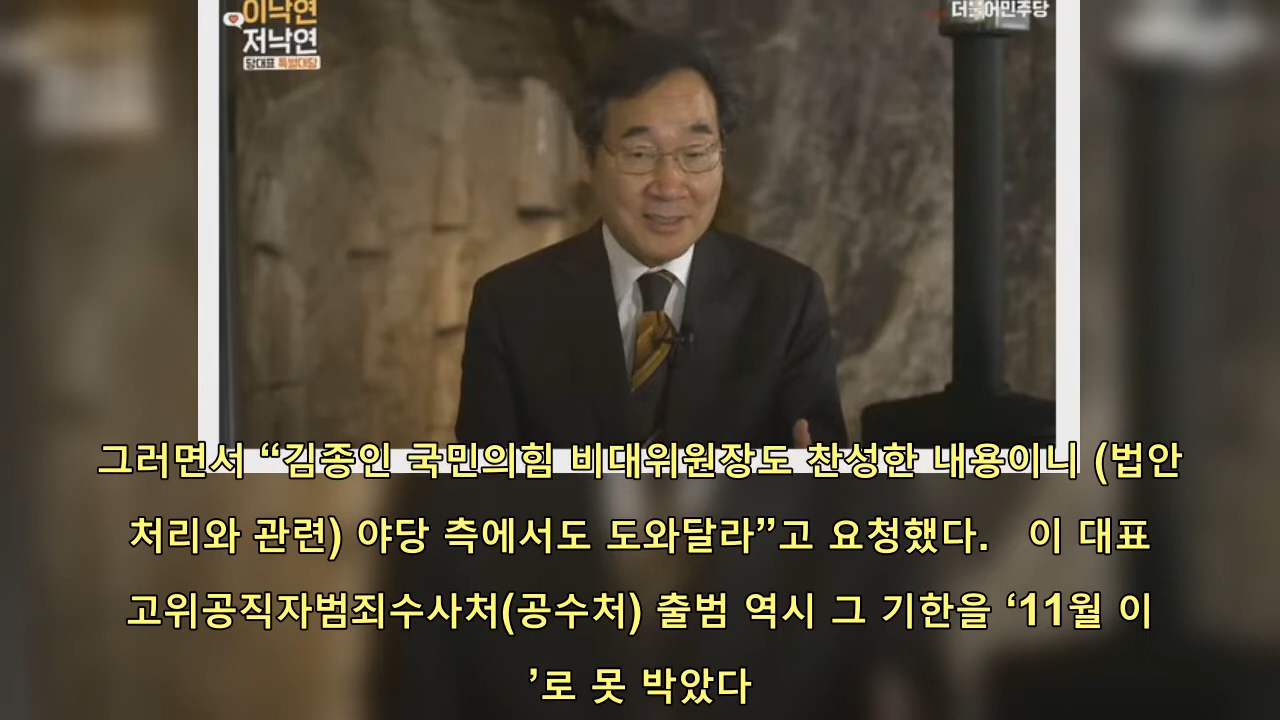 이낙연
저낙연
당대표 특별대담
더불어민주당
그러면서 “김종인 국민의힘 비대위원장도 찬성한 내용이니 (법안
처리와 관련) 야당 측에서도 도와달라”고 요청했다. 이 대표
고위공직자범죄수사처(공수처) 출범 역시 그 기한을 ‘11월 이
’로 못 박았다